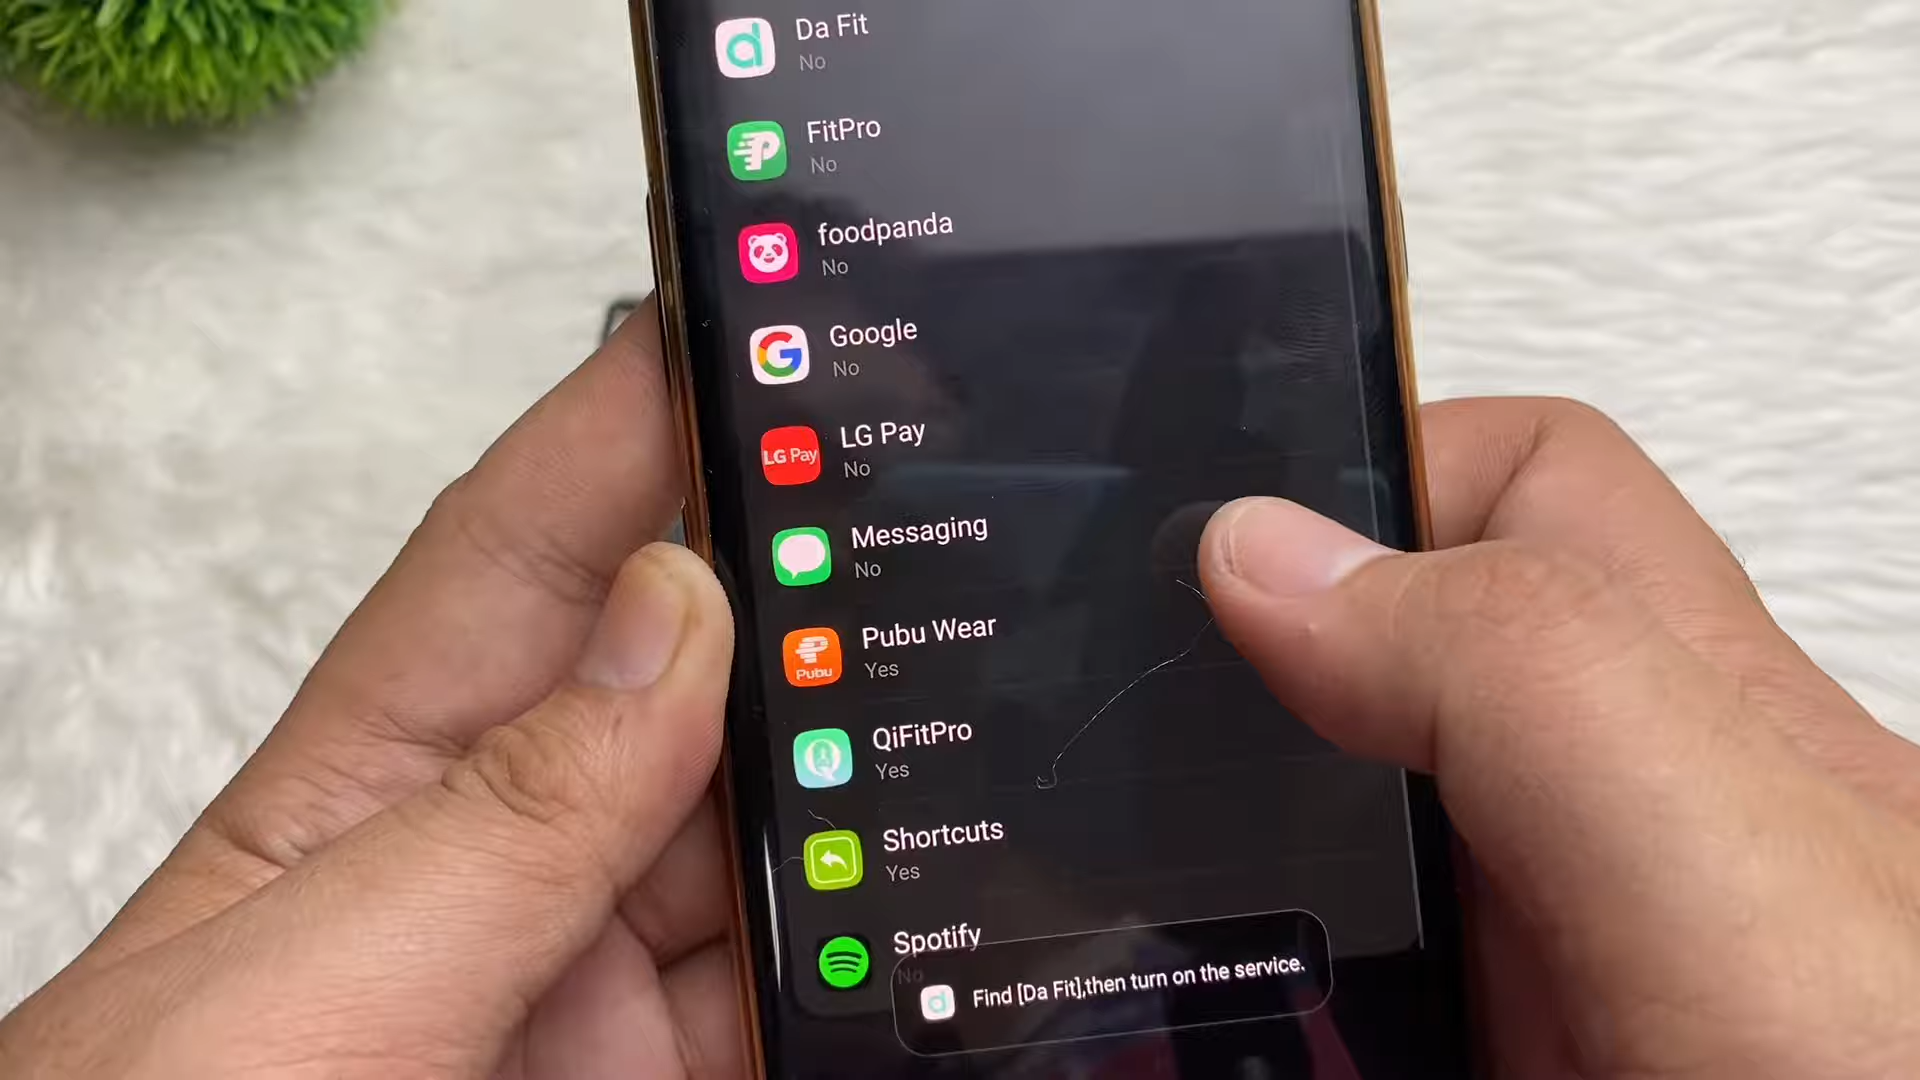 Da Fit
No
FitPro
No
foodpanda
No
Google
No
LG Pay
LG Pay
No
Messaging
No
Pubu Wear
Yes
Pubu
QiFitPro
Yes
Shortcuts
Yes
Spotify
No
Find [Da Fit],then turn on the service.